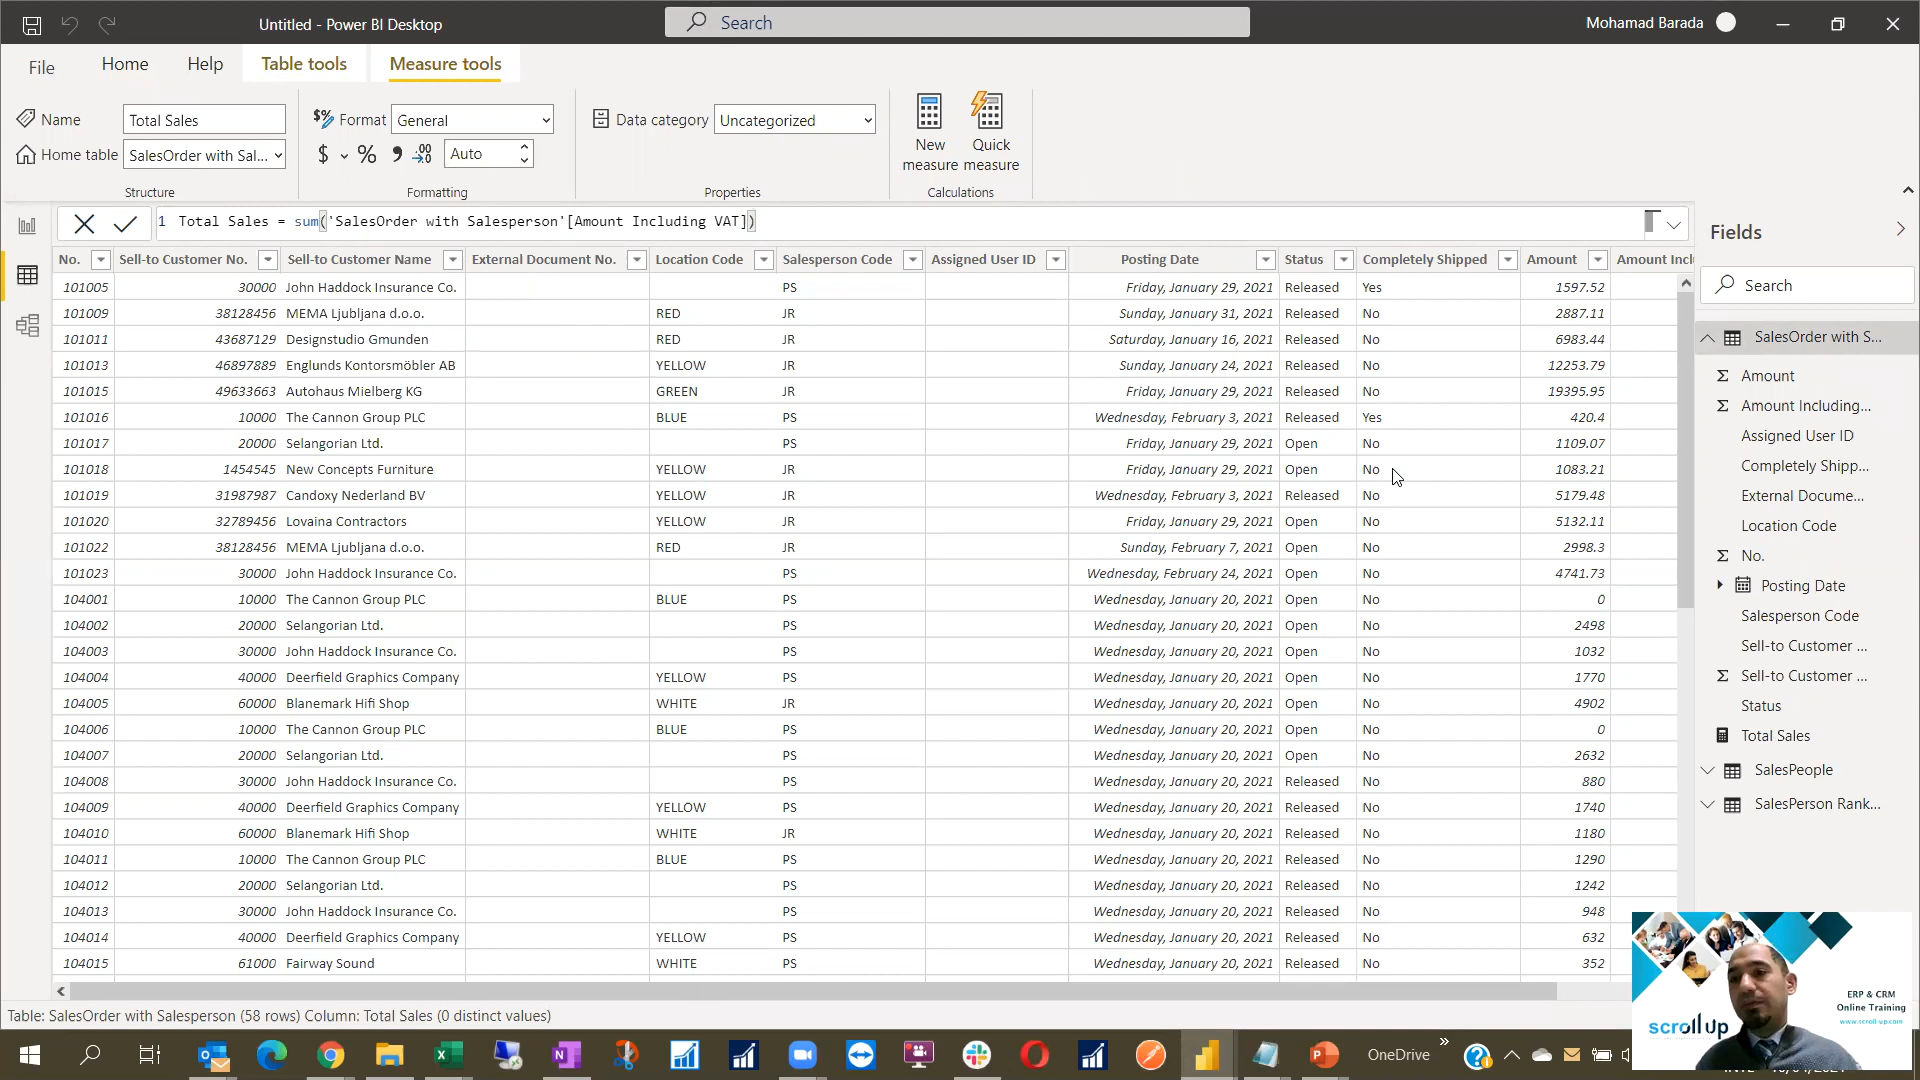 Untitled - Power BI Desktop
Search
Mohamad Barada
File Home Help Table tools Measure tools
Name Total Sales
Format General
Data category Uncategorized
New measure
Quick measure
Home table SalesOrder with Sal...
$ % , .00 Auto
Structure Formatting Properties Calculations
1 Total Sales = sum('SalesOrder with Salesperson'[Amount Including VAT])
No. Sell-to Customer No. Sell-to Customer Name External Document No. Location Code Salesperson Code Assigned User ID Posting Date Status Completely Shipped Amount Amount Incl
101005 30000 John Haddock Insurance Co. PS Friday, January 29, 2021 Released Yes 1597.52
101009 38128456 MEMA Ljubljana d.o.o. RED JR Sunday, January 31, 2021 Released No 2887.11
101011 43687129 Designstudio Gmunden RED JR Saturday, January 16, 2021 Released No 6983.44
101013 46897889 Englunds Kontorsmöbler AB YELLOW JR Sunday, January 24, 2021 Released No 12253.79
101015 49633663 Autohaus Mielberg KG GREEN JR Friday, January 29, 2021 Released No 19395.95
101016 10000 The Cannon Group PLC BLUE PS Wednesday, February 3, 2021 Released Yes 420.4
101017 20000 Selangorian Ltd. PS Friday, January 29, 2021 Open No 1109.07
101018 1454545 New Concepts Furniture YELLOW JR Friday, January 29, 2021 Open No 1083.21
101019 31987987 Candoxy Nederland BV YELLOW JR Wednesday, February 3, 2021 Released No 5179.48
101020 32789456 Lovaina Contractors YELLOW JR Friday, January 29, 2021 Open No 5132.11
101022 38128456 MEMA Ljubljana d.o.o. RED JR Sunday, February 7, 2021 Open No 2998.3
101023 30000 John Haddock Insurance Co. PS Wednesday, February 24, 2021 Open No 4741.73
104001 10000 The Cannon Group PLC BLUE PS Wednesday, January 20, 2021 Open No 0
104002 20000 Selangorian Ltd. PS Wednesday, January 20, 2021 Open No 2498
104003 30000 John Haddock Insurance Co. PS Wednesday, January 20, 2021 Open No 1032
104004 40000 Deerfield Graphics Company YELLOW PS Wednesday, January 20, 2021 Open No 1770
104005 60000 Blanemark Hifi Shop WHITE JR Wednesday, January 20, 2021 Open No 4902
104006 10000 The Cannon Group PLC BLUE PS Wednesday, January 20, 2021 Open No 0
104007 20000 Selangorian Ltd. PS Wednesday, January 20, 2021 Open No 2632
104008 30000 John Haddock Insurance Co. PS Wednesday, January 20, 2021 Released No 880
104009 40000 Deerfield Graphics Company YELLOW PS Wednesday, January 20, 2021 Released No 1740
104010 60000 Blanemark Hifi Shop WHITE JR Wednesday, January 20, 2021 Released No 1180
104011 10000 The Cannon Group PLC BLUE PS Wednesday, January 20, 2021 Released No 1290
104012 20000 Selangorian Ltd. PS Wednesday, January 20, 2021 Released No 1242
104013 30000 John Haddock Insurance Co. PS Wednesday, January 20, 2021 Released No 948
104014 40000 Deerfield Graphics Company YELLOW PS Wednesday, January 20, 2021 Released No 632
104015 61000 Fairway Sound WHITE PS Wednesday, January 20, 2021 Released No 352
Table: SalesOrder with Salesperson (58 rows) Column: Total Sales (0 distinct values)
Fields
Search
SalesOrder with S...
Σ Amount
Σ Amount Including...
Assigned User ID
Completely Shipp...
External Docume...
Location Code
Σ No.
Posting Date
Salesperson Code
Sell-to Customer ...
Σ Sell-to Customer ...
Status
Total Sales
SalesPeople
SalesPerson Rank...
ERP & CRM
Online Training
www.scroll-up.com
scroll up
OneDrive